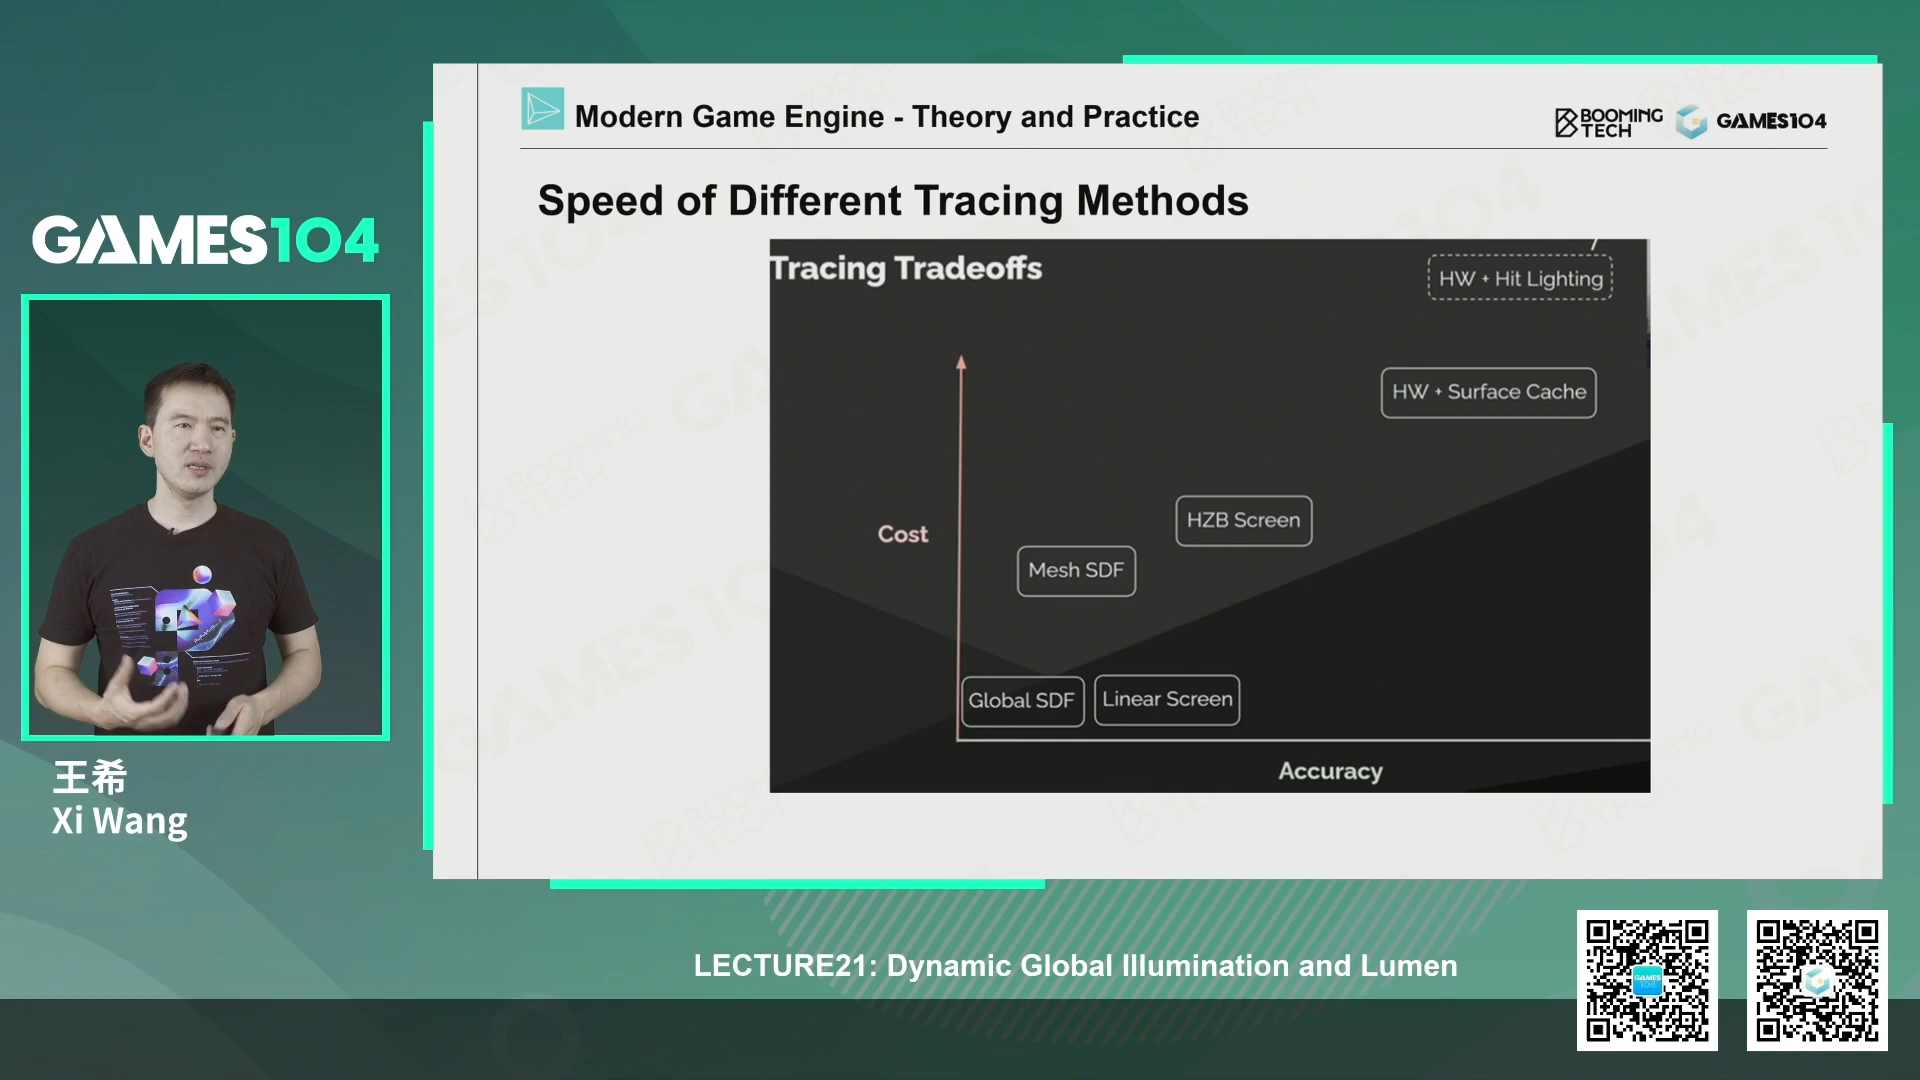 Modern Game Engine - Theory and Practice
BOOMING
TECH
GAMES104
Speed of Different Tracing Methods
GAMES104
Tracing Tradeoffs
HW + Hit Lighting
HW + Surface Cache
HZB Screen
Cost
Mesh SDF
Global SDF
Linear Screen
Accuracy
王希
Xi Wang
LECTURE21: Dynamic Global Illumination and Lumen